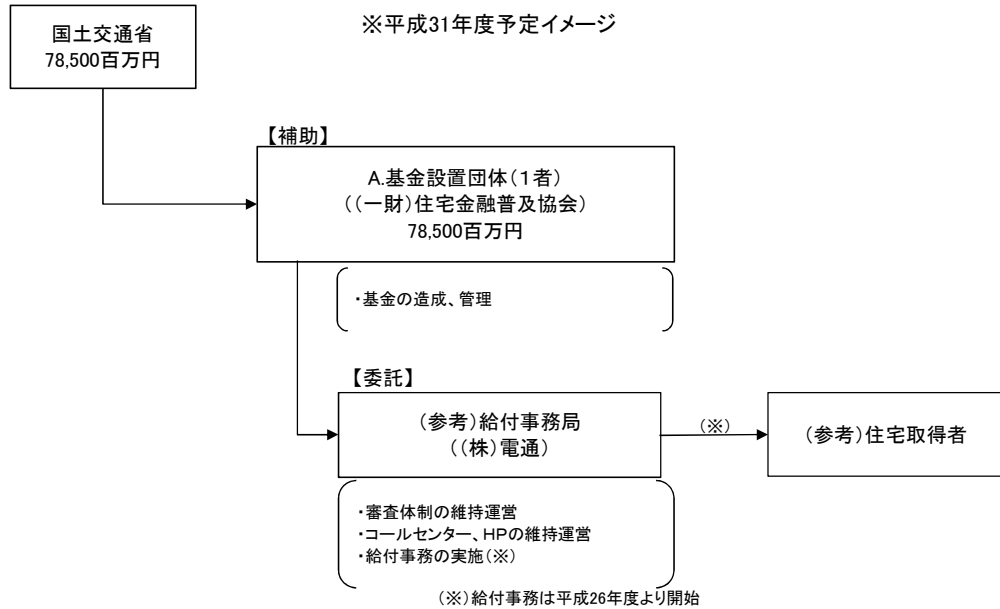 ※平成31年度予定イメージ
国土交通省
78,500百万円
【補助】
A.基金設置団体(1者)
((一財)住宅金融普及協会)
78,500百万円
・基金の造成、管理
【委託】
(参考)給付事務局
((株)電通)
(※)
(参考)住宅取得者
・審査体制の維持運営
・コールセンター、HPの維持運営
・給付事務の実施(※)
(※)給付事務は平成26年度より開始